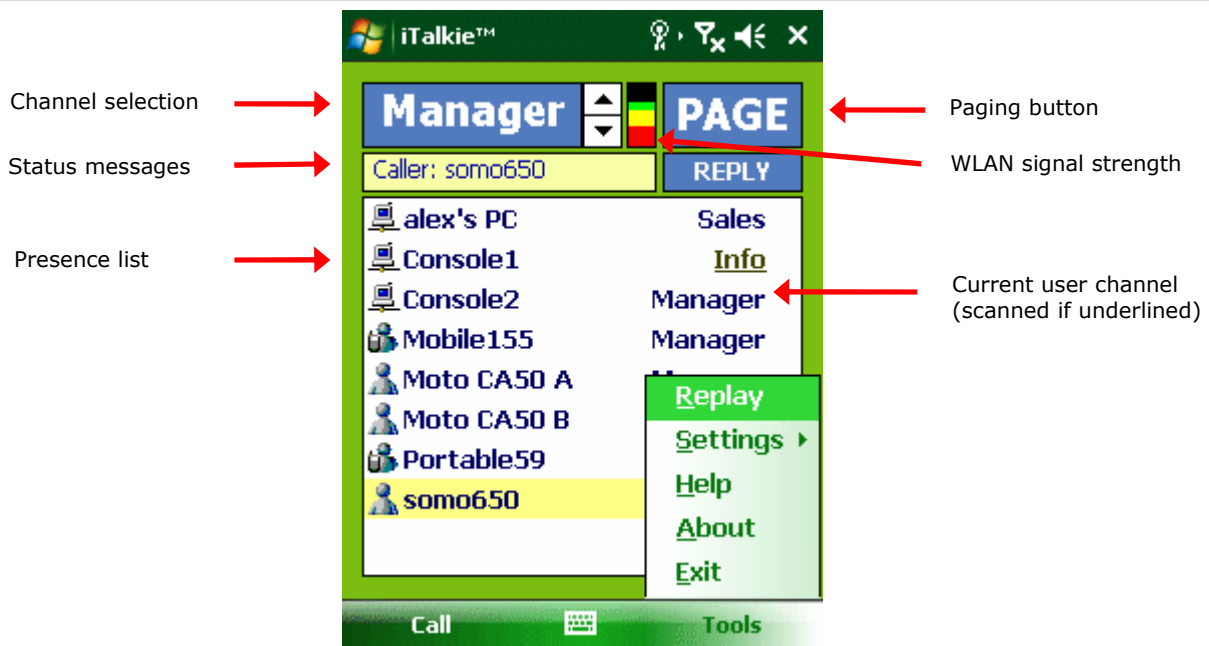 iTalkie™
Channel selection
Manager
PAGE
Paging button
Status messages
Caller: somo650
REPLY
WLAN signal strength
alex's PC Sales
Presence list
Console1 Info
Console2 Manager
Current user channel
(scanned if underlined)
Mobile155 Manager
Moto CA50 A
Replay
Moto CA50 B
Settings
Portable59
Help
somo650
About
Exit
Call
Tools